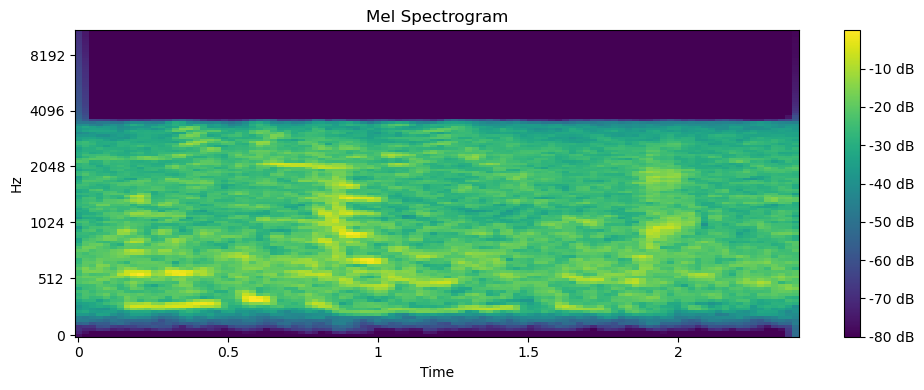 Mel Spectrogram
8192
4096
2048
1024
512
0
Hz
0
0.5
1
1.5
2
Time
-10 dB
-20 dB
-30 dB
-40 dB
-50 dB
-60 dB
-70 dB
-80 dB